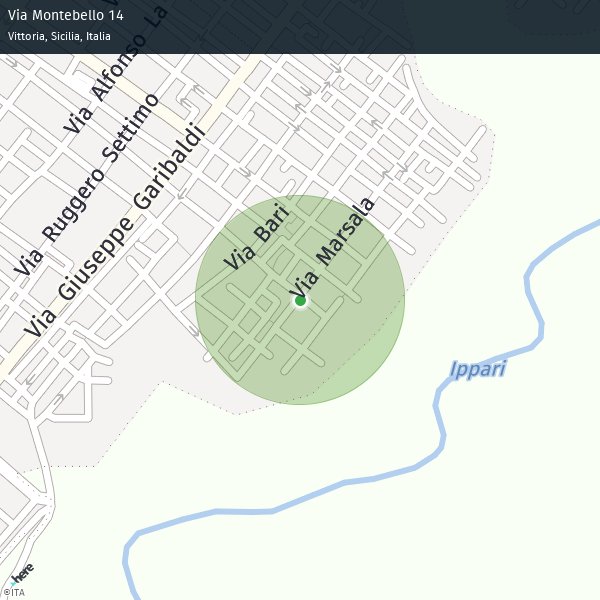 Via Montebello 14
Vittoria, Sicilia, Italia
Via Alfonso La
Via Ruggero Settimo
Via Giuseppe Garibaldi
Via Bari
Via Marsala
Ippari
here
©ITA